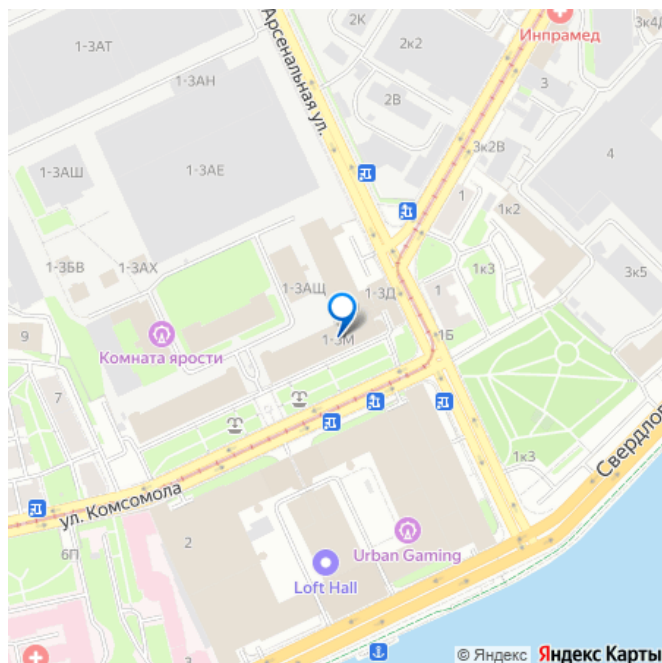 2К
3к4Д
1-3АТ
Арсенальная ул.
2к2
Инпрамед
1-3АН
3
2В
3к2В
4
1-3АШ
1-3АЕ
1
1к2
1-3БВ
1-3АХ
1к3
3к5
1-3АЩ
1-3Д
1
9
Комната ярости
1-3М
1Б
7
1к3
ул. Комсомола
6П
2
Urban Gaming
Loft Hall
3
© Яндекс Яндекс Карты